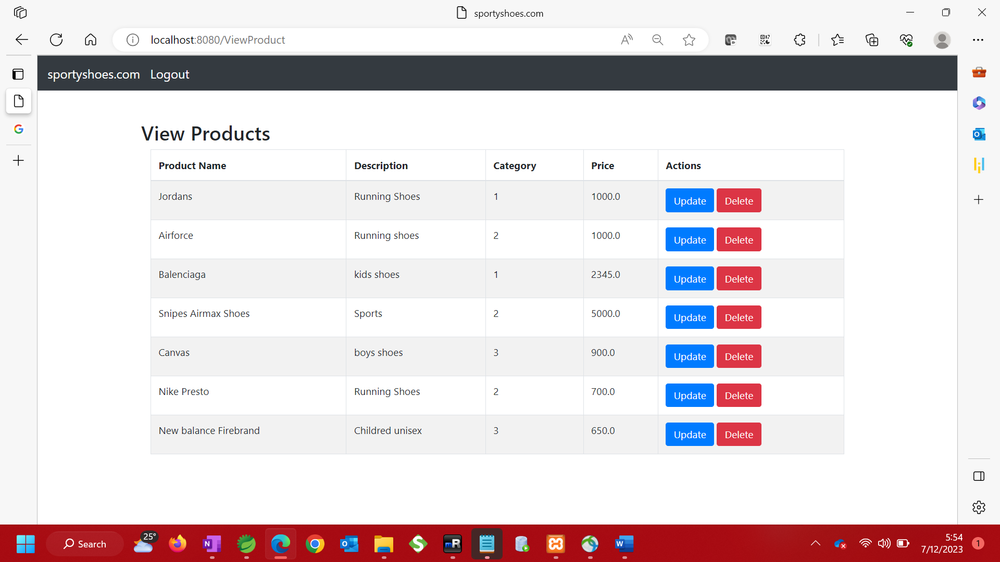 sportyshoes.com
localhost:8080/ViewProduct
sportyshoes.com Logout
View Products
Product Name Description Category Price Actions
Jordans Running Shoes 1 1000.0 Update Delete
Airforce Running shoes 2 1000.0 Update Delete
Balenciaga kids shoes 1 2345.0 Update Delete
Snipes Airmax Shoes Sports 2 5000.0 Update Delete
Canvas boys shoes 3 900.0 Update Delete
Nike Presto Running Shoes 2 700.0 Update Delete
New balance Firebrand Childred unisex 3 650.0 Update Delete
Search
25°
5:54
7/12/2023
1